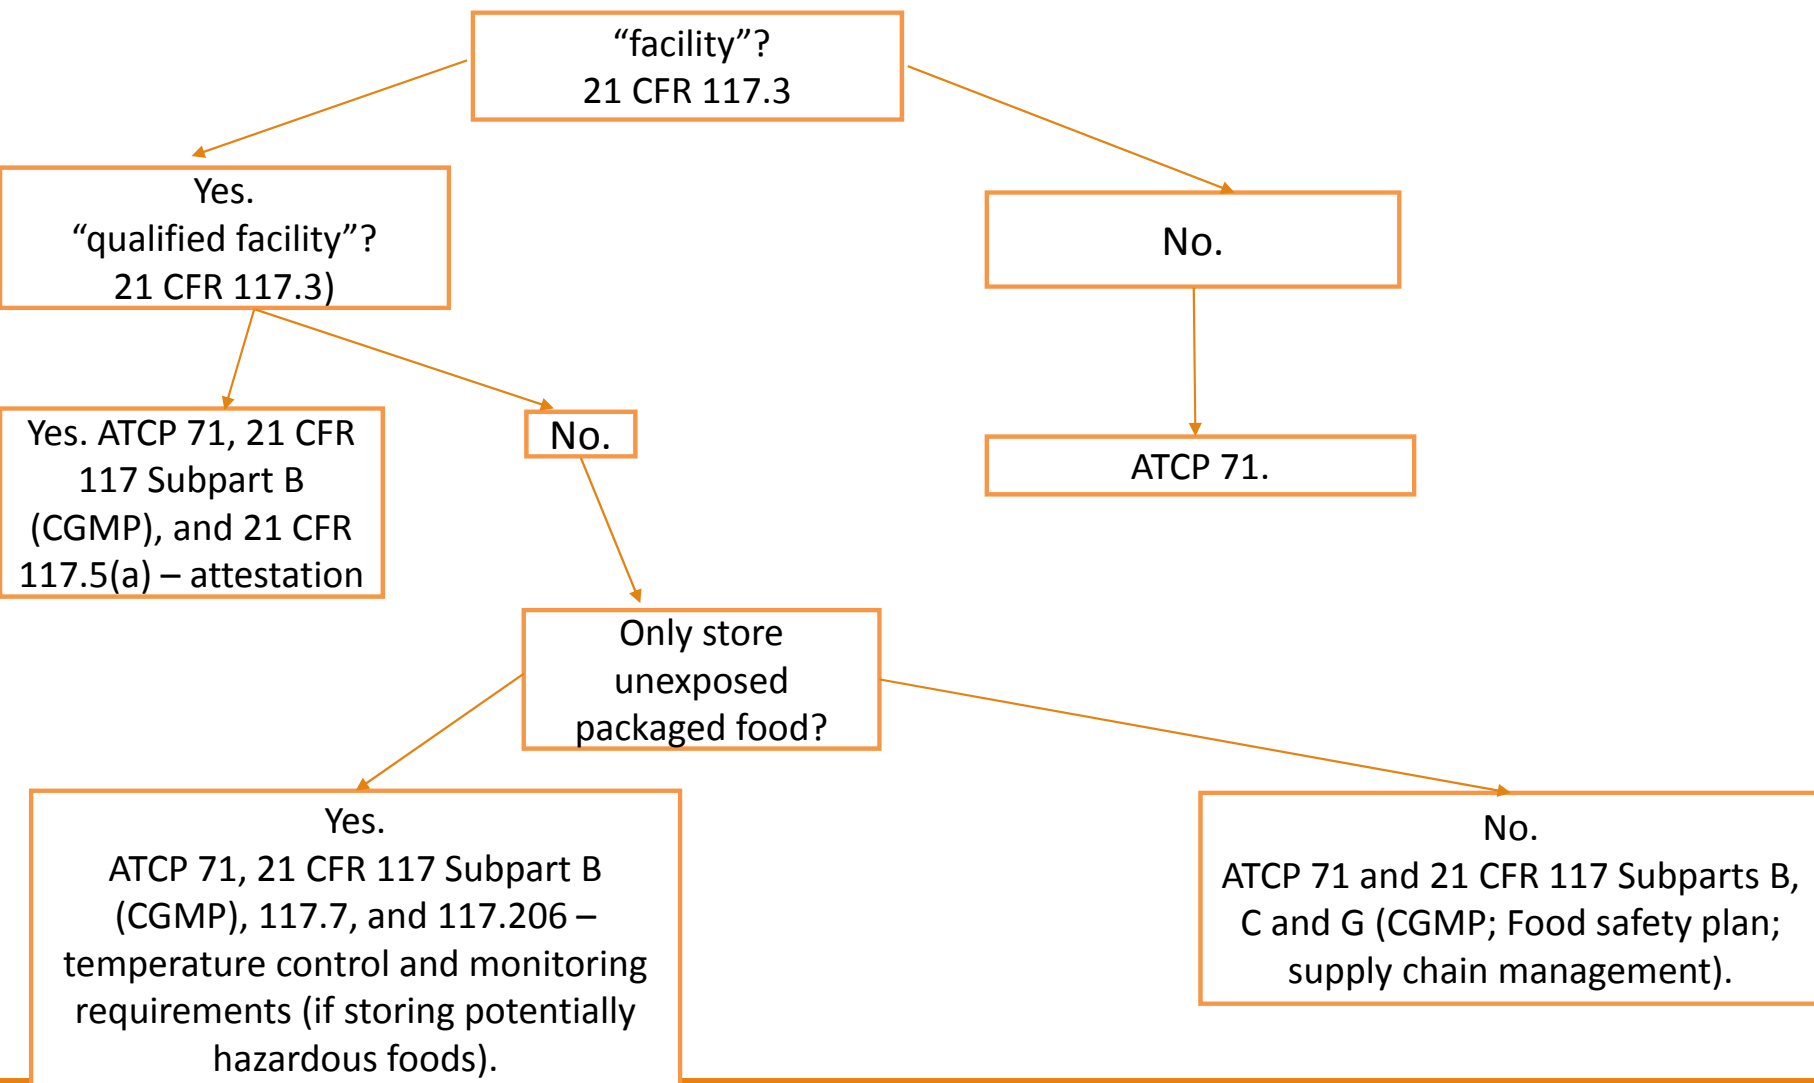 “facility”?
21 CFR 117.3
Yes.
“qualified facility”?
21 CFR 117.3)
No.
Yes. ATCP 71, 21 CFR
117 Subpart B
(CGMP), and 21 CFR
117.5(a) – attestation
No.
ATCP 71.
Only store
unexposed
packaged food?
Yes.
ATCP 71, 21 CFR 117 Subpart B
(CGMP), 117.7, and 117.206 –
temperature control and monitoring
requirements (if storing potentially
hazardous foods).
No.
ATCP 71 and 21 CFR 117 Subparts B,
C and G (CGMP; Food safety plan;
supply chain management).